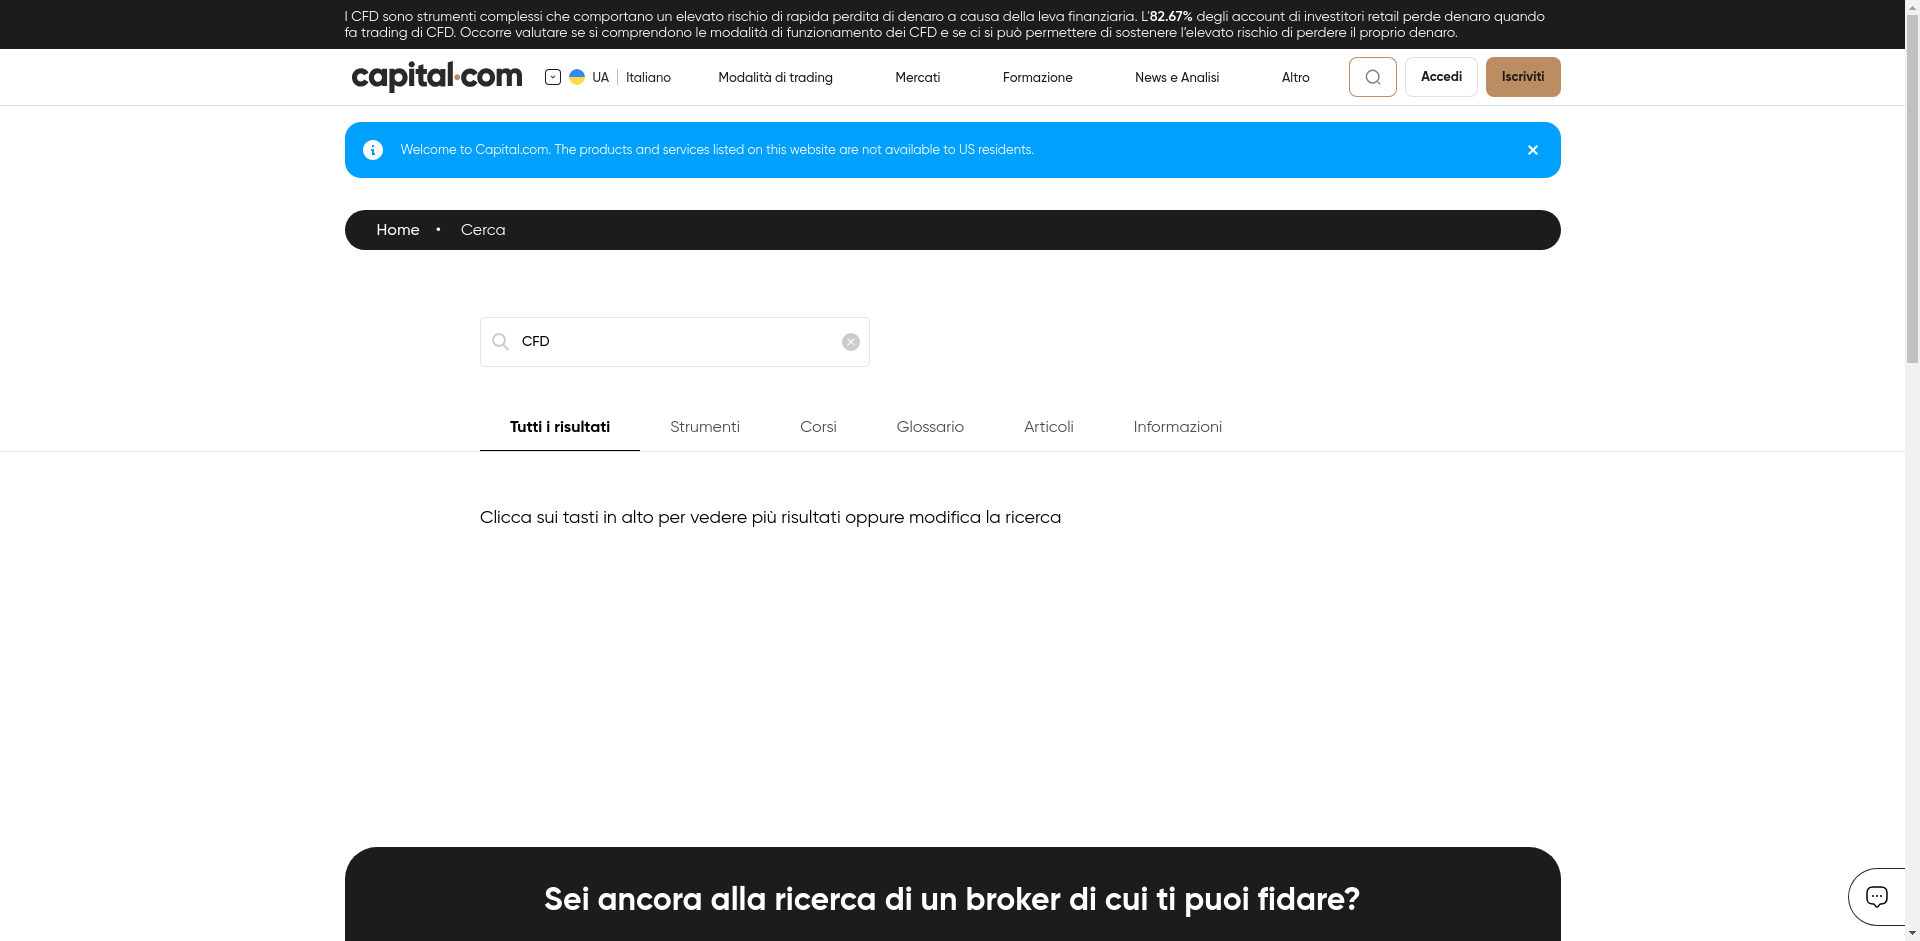 I CFD sono strumenti complessi che comportano un elevato rischio di rapida perdita di denaro a causa della leva finanziaria. L'82.67% degli account di investitori retail perde denaro quando
fa trading di CFD. Occorre valutare se si comprendono le modalità di funzionamento dei CFD e se ci si può permettere di sostenere l'elevato rischio di perdere il proprio denaro.
capital.com UA Italiano Modalità di trading Mercati Formazione News e Analisi Altro Accedi Iscriviti
Welcome to Capital.com. The products and services listed on this website are not available to US residents.
Home • Cerca
CFD
Tutti i risultati Strumenti Corsi Glossario Articoli Informazioni
Clicca sui tasti in alto per vedere più risultati oppure modifica la ricerca
Sei ancora alla ricerca di un broker di cui ti puoi fidare?